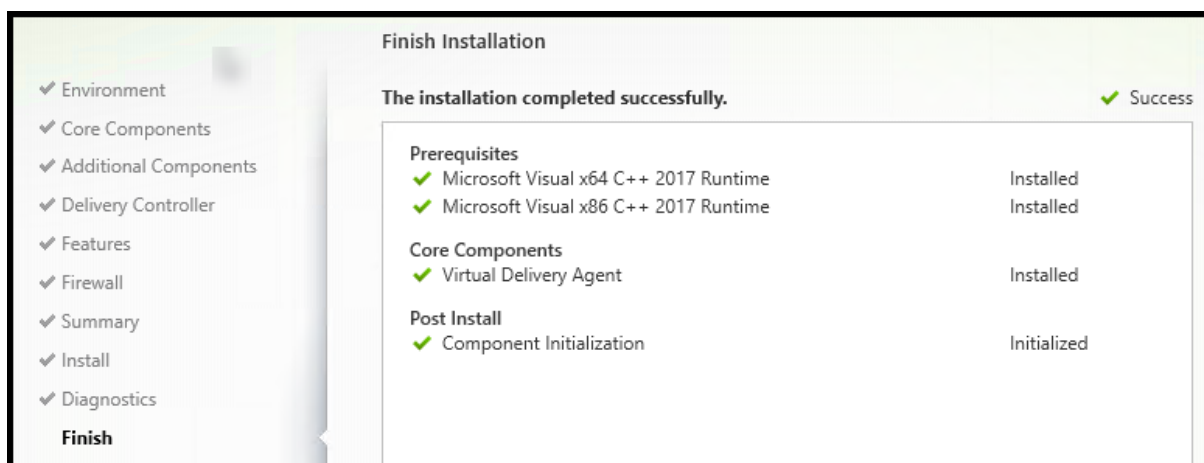 Finish Installation
Environment
Core Components
Additional Components
Delivery Controller
Features
Firewall
Summary
Install
Diagnostics
Finish
The installation completed successfully. Success
Prerequisites
Microsoft Visual x64 C++ 2017 Runtime Installed
Microsoft Visual x86 C++ 2017 Runtime Installed
Core Components
Virtual Delivery Agent Installed
Post Install
Component Initialization Initialized